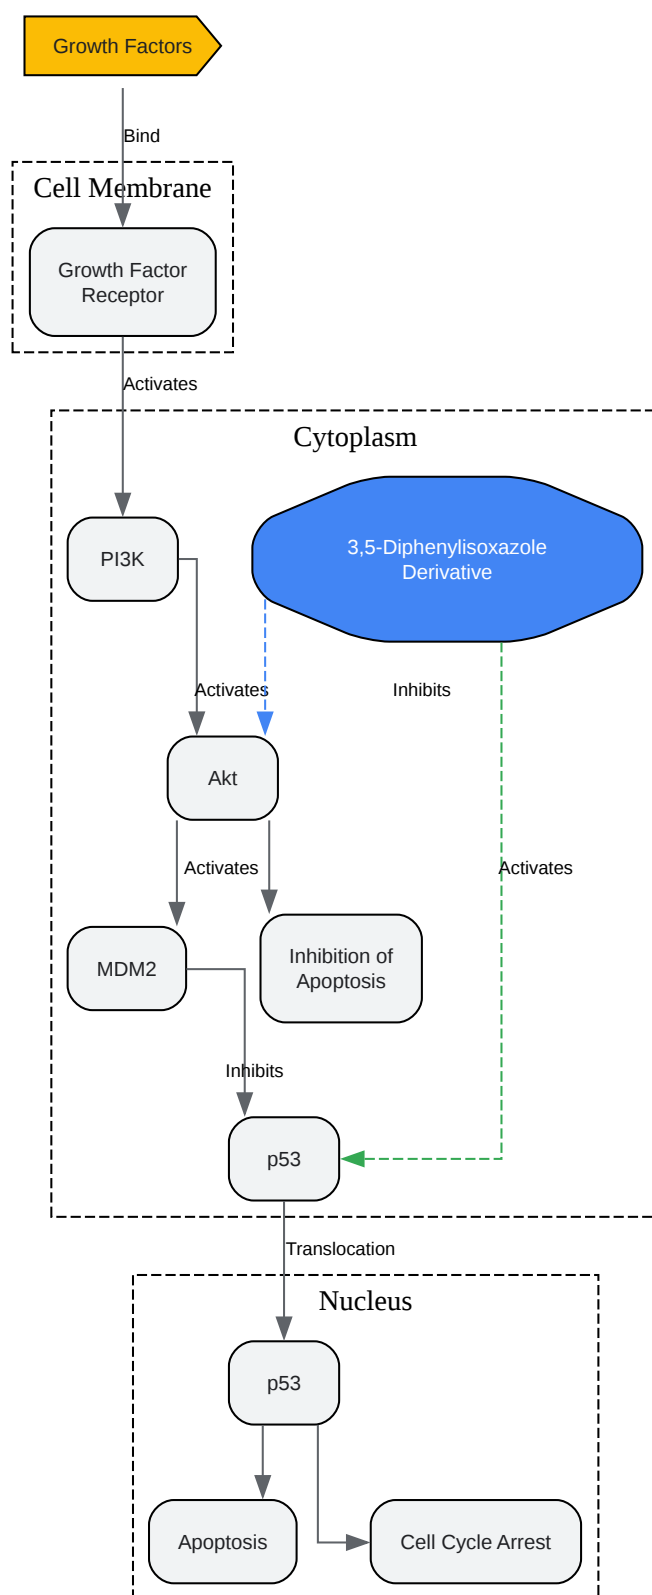 Growth Factors
Bind
Cell Membrane
Growth Factor
Receptor
Activates
Cytoplasm
PI3K
3,5-Diphenylisoxazole
Derivative
Activates
Inhibits
Akt
Activates
Activates
MDM2
Inhibition of
Apoptosis
Inhibits
p53
Translocation
Nucleus
p53
Apoptosis
Cell Cycle Arrest